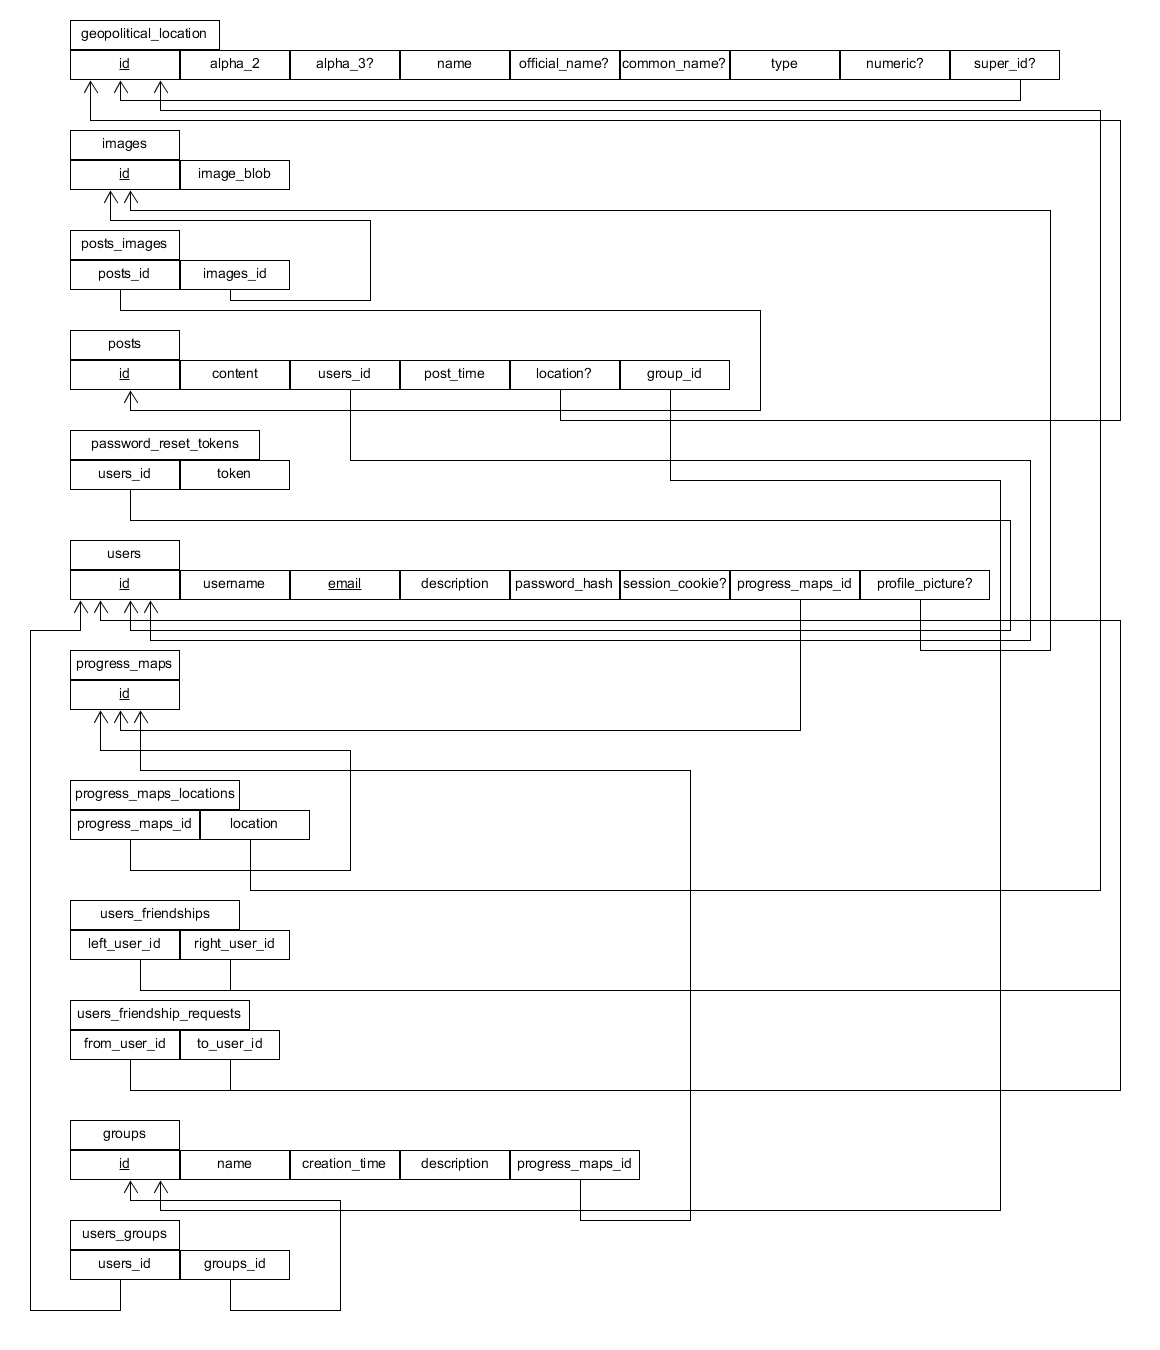 geopolitical_location
id alpha_2 alpha_3? name official_name? common_name? type numeric? super_id?
images
id image_blob
posts_images
posts_id images_id
posts
id content users_id post_time location? group_id
password_reset_tokens
users_id token
users
id username email description password_hash session_cookie? progress_maps_id profile_picture?
progress_maps
id
progress_maps_locations
progress_maps_id location
users_friendships
left_user_id right_user_id
users_friendship_requests
from_user_id to_user_id
groups
id name creation_time description progress_maps_id
users_groups
users_id groups_id